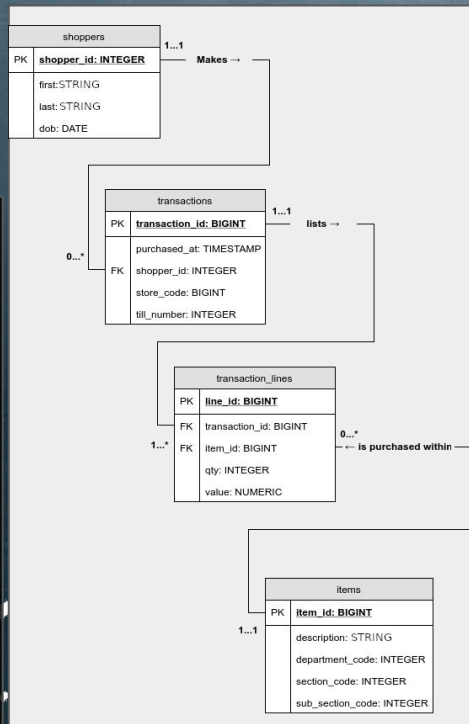 shoppers
1...1
PK shopper_id: INTEGER
Makes →
first:STRING
last: STRING
dob: DATE
transactions
1...1
PK transaction_id: BIGINT
lists →
purchased_at: TIMESTAMP
0...*
FK shopper_id: INTEGER
store_code: BIGINT
till_number: INTEGER
transaction_lines
PK line_id: BIGINT
FK transaction_id: BIGINT
0...*
1...*
FK item_id: BIGINT
← is purchased within
qty: INTEGER
value: NUMERIC
items
PK item_id: BIGINT
1...1
description: STRING
department_code: INTEGER
section_code: INTEGER
sub_section_code: INTEGER